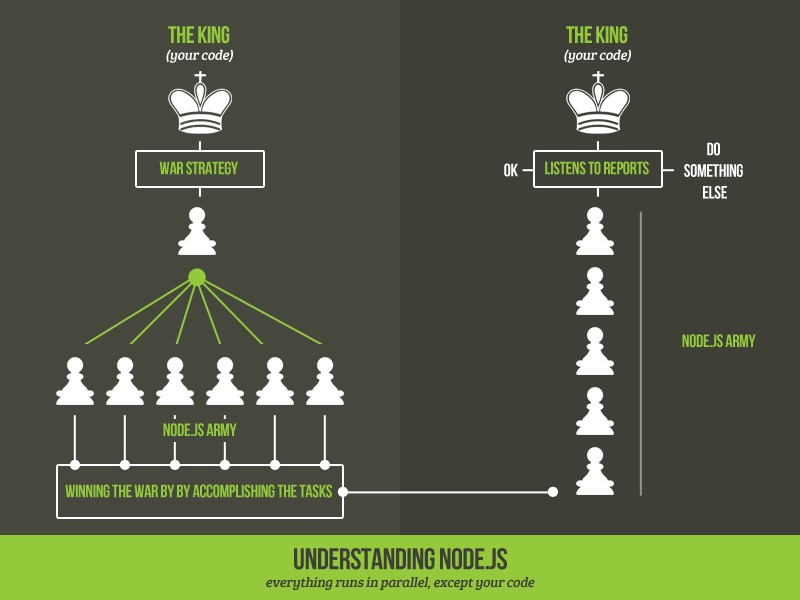 THE KING
(your code)
WAR STRATEGY
NODE.JS ARMY
WINNING THE WAR BY BY ACCOMPLISHING THE TASKS
THE KING
(your code)
OK
LISTENS TO REPORTS
DO
SOMETHING
ELSE
NODE.JS ARMY
UNDERSTANDING NODE.JS
everything runs in parallel, except your code